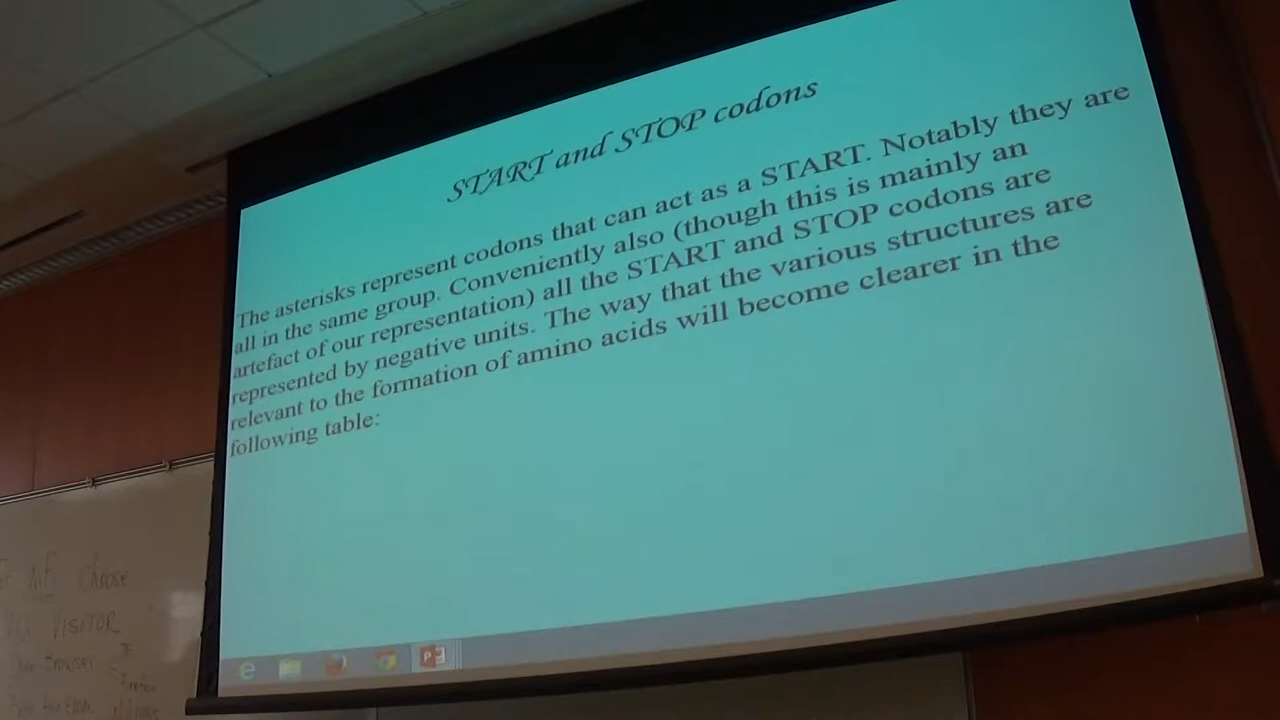 START and STOP codons
The asterisks represent codons that can act as a START. Notably they are
all in the same group. Conveniently also (though this is mainly an
artefact of our representation) all the START and STOP codons are
represented by negative units. The way that the various structures are
relevant to the formation of amino acids will become clearer in the
following table:
choose
VISITOR